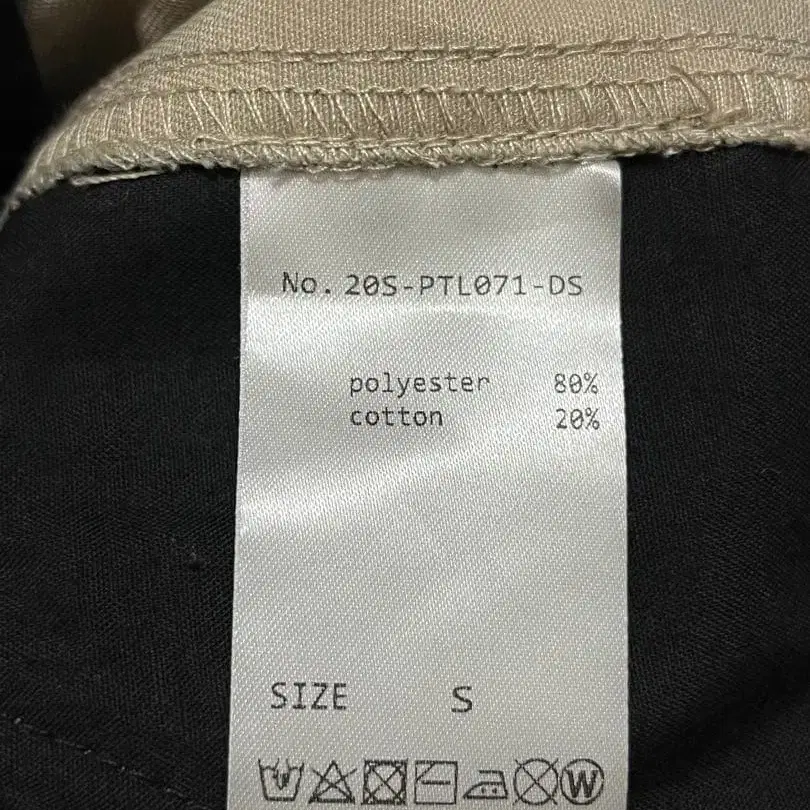 No. 20S-PTL071-DS
polyester 80%
cotton 20%
SIZE S
W